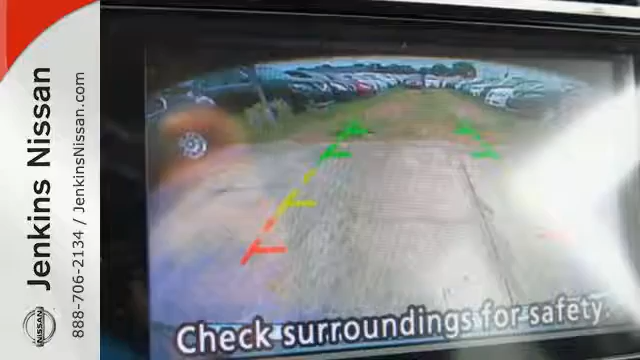 Jenkins Nissan
888-706-2134 / JenkinsNissan.com
NISSAN
Check surroundings for safety.